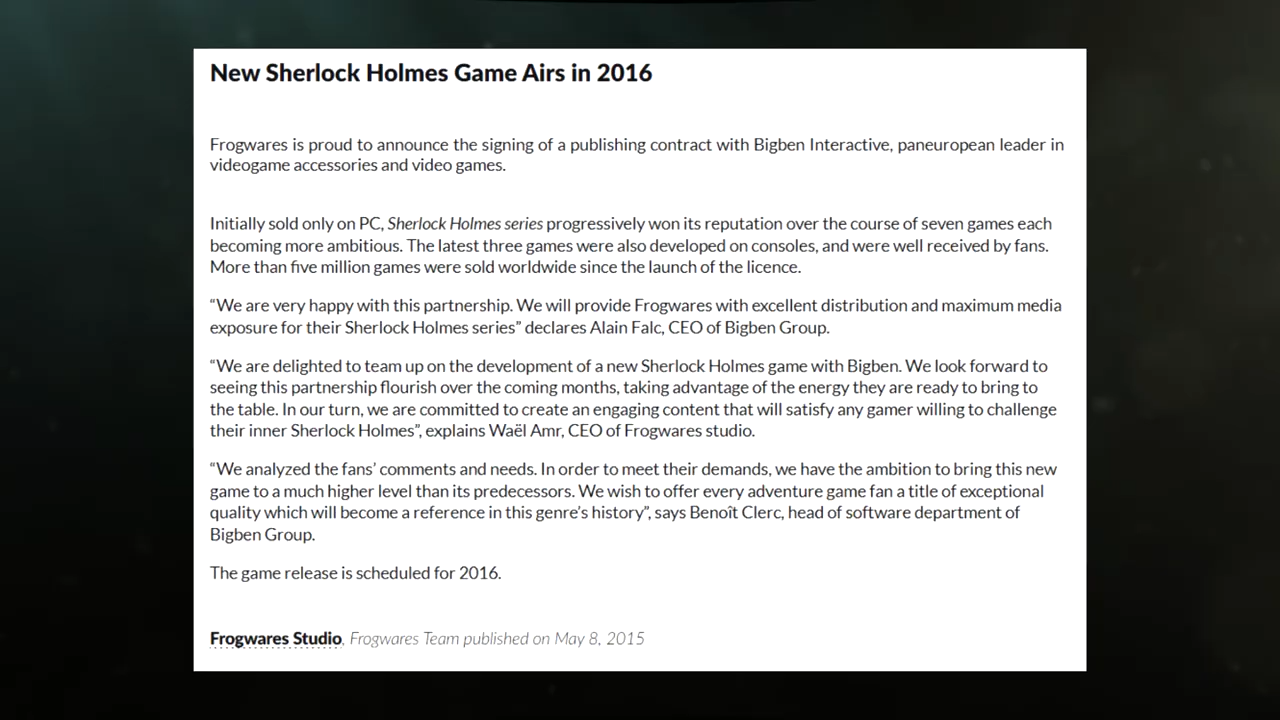 New Sherlock Holmes Game Airs in 2016
Frogwares is proud to announce the signing of a publishing contract with Bigben Interactive, paneuropean leader in
videogame accessories and video games.
Initially sold only on PC, Sherlock Holmes series progressively won its reputation over the course of seven games each
becoming more ambitious. The latest three games were also developed on consoles, and were well received by fans.
More than five million games were sold worldwide since the launch of the licence.
“We are very happy with this partnership. We will provide Frogwares with excellent distribution and maximum media
exposure for their Sherlock Holmes series” declares Alain Falc, CEO of Bigben Group.
“We are delighted to team up on the development of a new Sherlock Holmes game with Bigben. We look forward to
seeing this partnership flourish over the coming months, taking advantage of the energy they are ready to bring to
the table. In our turn, we are committed to create an engaging content that will satisfy any gamer willing to challenge
their inner Sherlock Holmes”, explains Waël Amr, CEO of Frogwares studio.
“We analyzed the fans’ comments and needs. In order to meet their demands, we have the ambition to bring this new
game to a much higher level than its predecessors. We wish to offer every adventure game fan a title of exceptional
quality which will become a reference in this genre’s history”, says Benoît Clerc, head of software department of
Bigben Group.
The game release is scheduled for 2016.
Frogwares Studio, Frogwares Team published on May 8, 2015